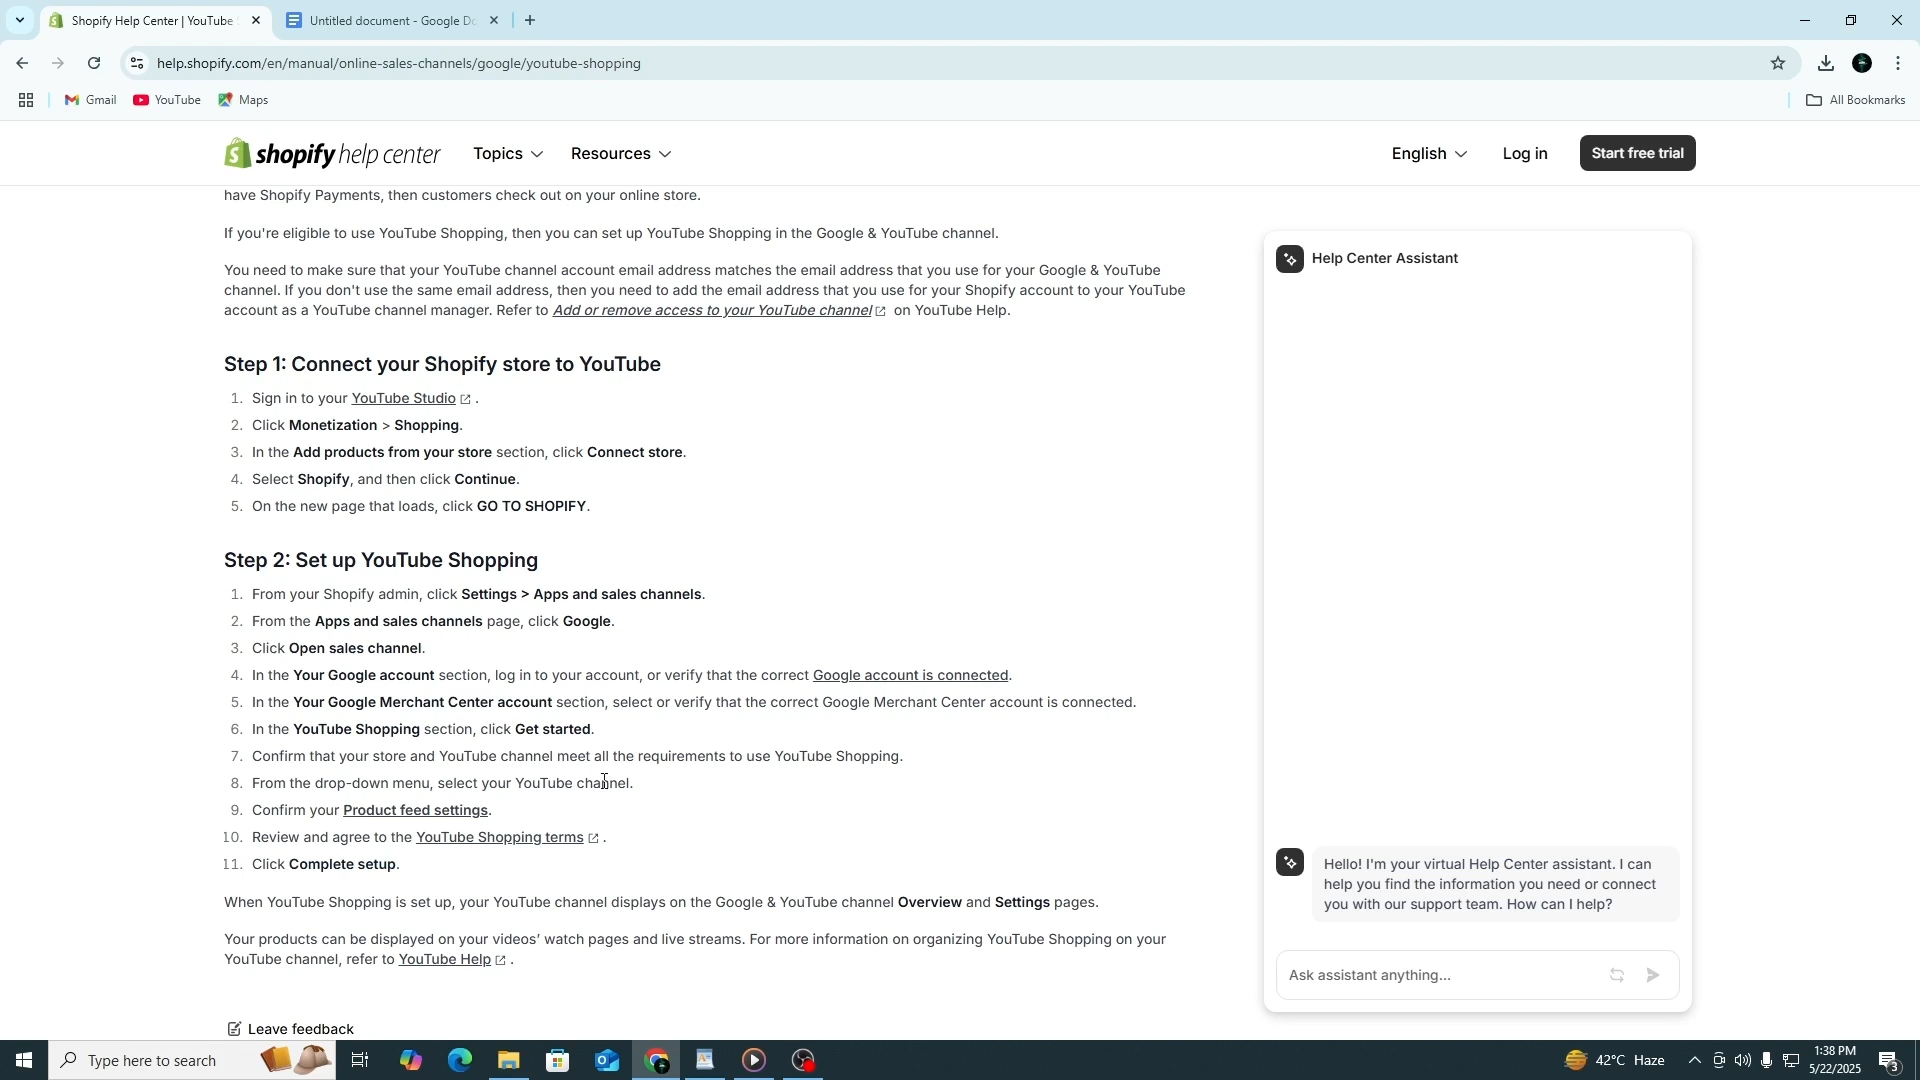 Shopify Help Center | YouTube
Untitled document - Google Do
help.shopify.com/en/manual/online-sales-channels/google/youtube-shopping
Gmail
YouTube
Maps
All Bookmarks
shopify help center
Topics
Resources
English
Log in
Start free trial
have Shopify Payments, then customers check out on your online store.
If you're eligible to use YouTube Shopping, then you can set up YouTube Shopping in the Google & YouTube channel.
You need to make sure that your YouTube channel account email address matches the email address that you use for your Google & YouTube
channel. If you don't use the same email address, then you need to add the email address that you use for your Shopify account to your YouTube
account as a YouTube channel manager. Refer to Add or remove access to your YouTube channel on YouTube Help.
Step 1: Connect your Shopify store to YouTube
1. Sign in to your YouTube Studio .
2. Click Monetization > Shopping.
3. In the Add products from your store section, click Connect store.
4. Select Shopify, and then click Continue.
5. On the new page that loads, click GO TO SHOPIFY.
Step 2: Set up YouTube Shopping
1. From your Shopify admin, click Settings > Apps and sales channels.
2. From the Apps and sales channels page, click Google.
3. Click Open sales channel.
4. In the Your Google account section, log in to your account, or verify that the correct Google account is connected.
5. In the Your Google Merchant Center account section, select or verify that the correct Google Merchant Center account is connected.
6. In the YouTube Shopping section, click Get started.
7. Confirm that your store and YouTube channel meet all the requirements to use YouTube Shopping.
8. From the drop-down menu, select your YouTube channel.
9. Confirm your Product feed settings.
10. Review and agree to the YouTube Shopping terms .
11. Click Complete setup.
When YouTube Shopping is set up, your YouTube channel displays on the Google & YouTube channel Overview and Settings pages.
Your products can be displayed on your videos' watch pages and live streams. For more information on organizing YouTube Shopping on your
YouTube channel, refer to YouTube Help .
Leave feedback
Help Center Assistant
Hello! I'm your virtual Help Center assistant. I can
help you find the information you need or connect
you with our support team. How can I help?
Ask assistant anything...
Type here to search
42°C Haze
1:38 PM
5/22/2025
3